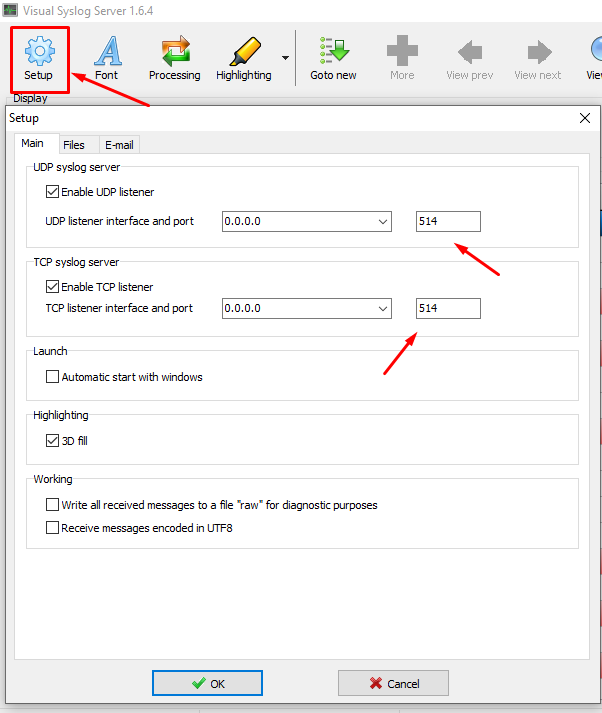 Visual Syslog Server 1.6.4
Setup
Font
Processing
Highlighting
Goto new
More
View prev
View next
View
Display
Setup
Main
Files
E-mail
UDP syslog server
Enable UDP listener
UDP listener interface and port
0.0.0.0
514
TCP syslog server
Enable TCP listener
TCP listener interface and port
0.0.0.0
514
Launch
Automatic start with windows
Highlighting
3D fill
Working
Write all received messages to a file "raw" for diagnostic purposes
Receive messages encoded in UTF8
OK
Cancel